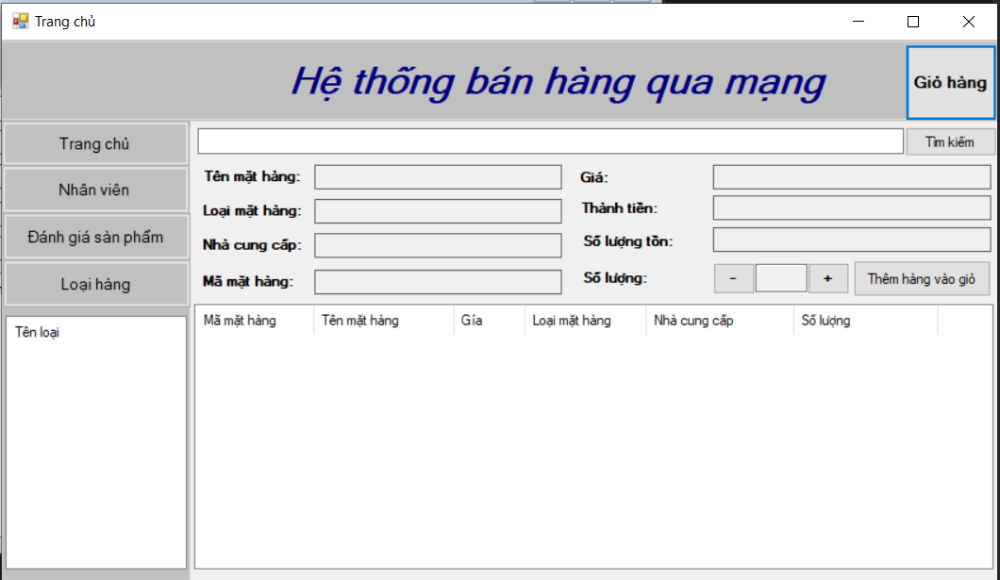 Trang chủ
Hệ thống bán hàng qua mạng
Giỏ hàng
Trang chủ
Nhân viên
Đánh giá sản phẩm
Loại hàng
Tên loại
Tìm kiếm
Tên mặt hàng:
Giá:
Loại mặt hàng:
Thành tiền:
Nhà cung cấp:
Số lượng tồn:
Mã mặt hàng:
Số lượng:
- +
Thêm hàng vào giỏ
Mã mặt hàng Tên mặt hàng Gía Loại mặt hàng Nhà cung cấp Số lượng